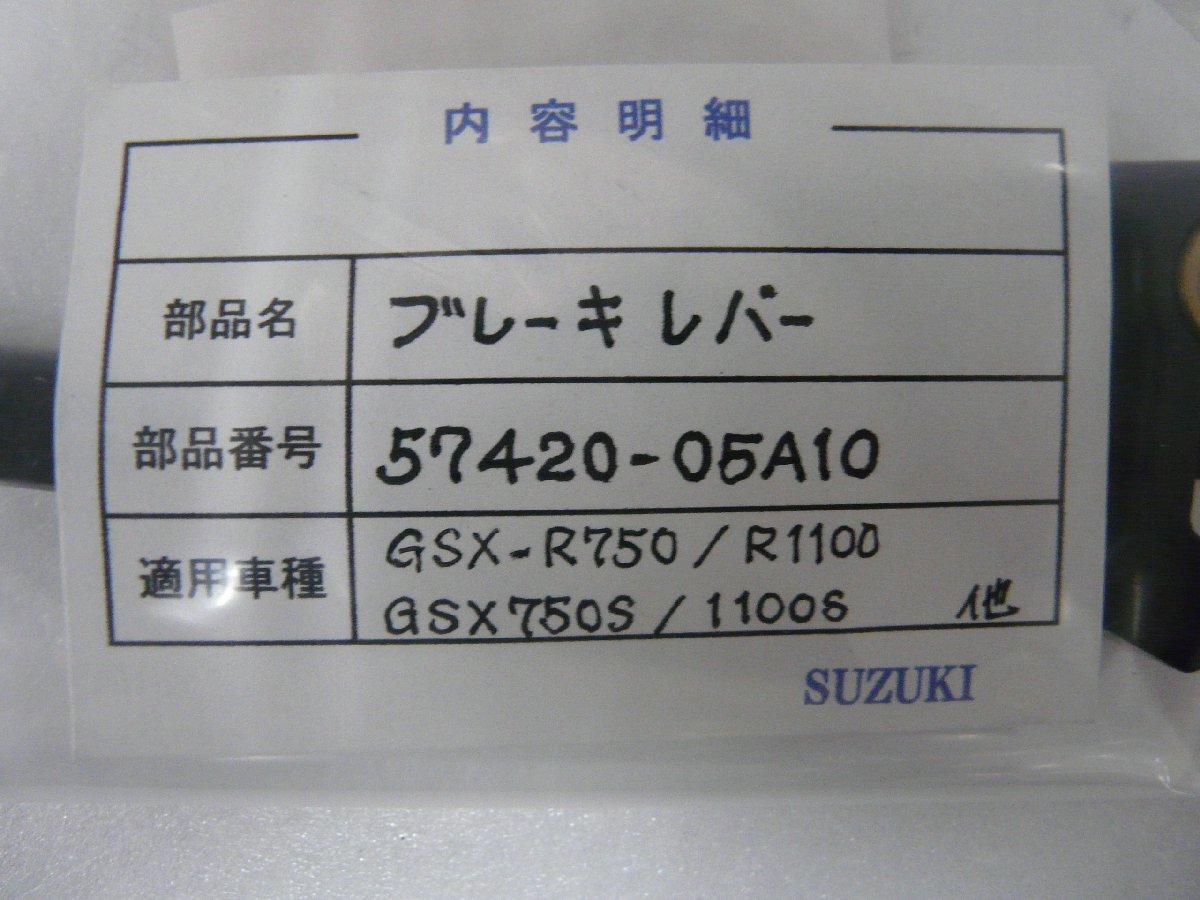 内容明細
部品名 ブレーキレバー
部品番号 57420-05A10
適用車種 GSX-R750/R1100
GSX750S/1100S 他
SUZUKI